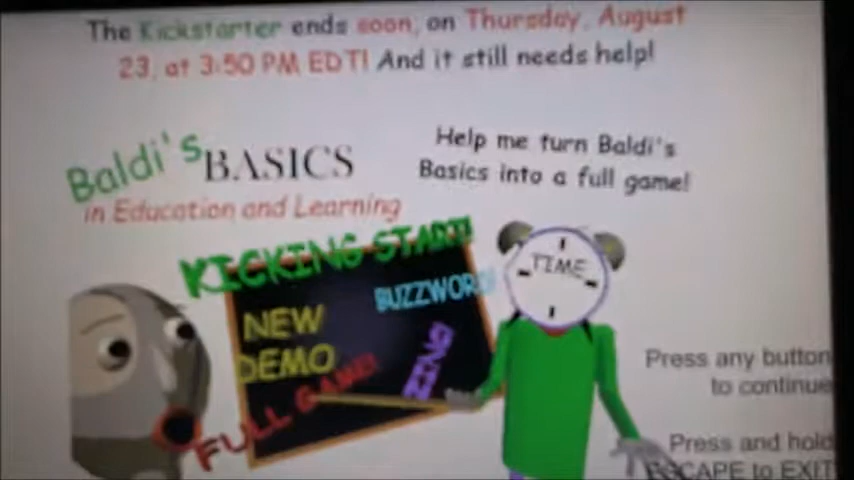 The Kickstarter ends soon, on Thursday, August
23, at 3:50 PM EDT! And it still needs help!
Baldi's BASICS
in Education and Learning
Help me turn Baldi's
Basics into a full game!
KICKING START!
BUZZWORD!
NEW
DEMO
FULL GAME!
TIME
Press any button
to continue
Press and hold
ESCAPE to EXIT